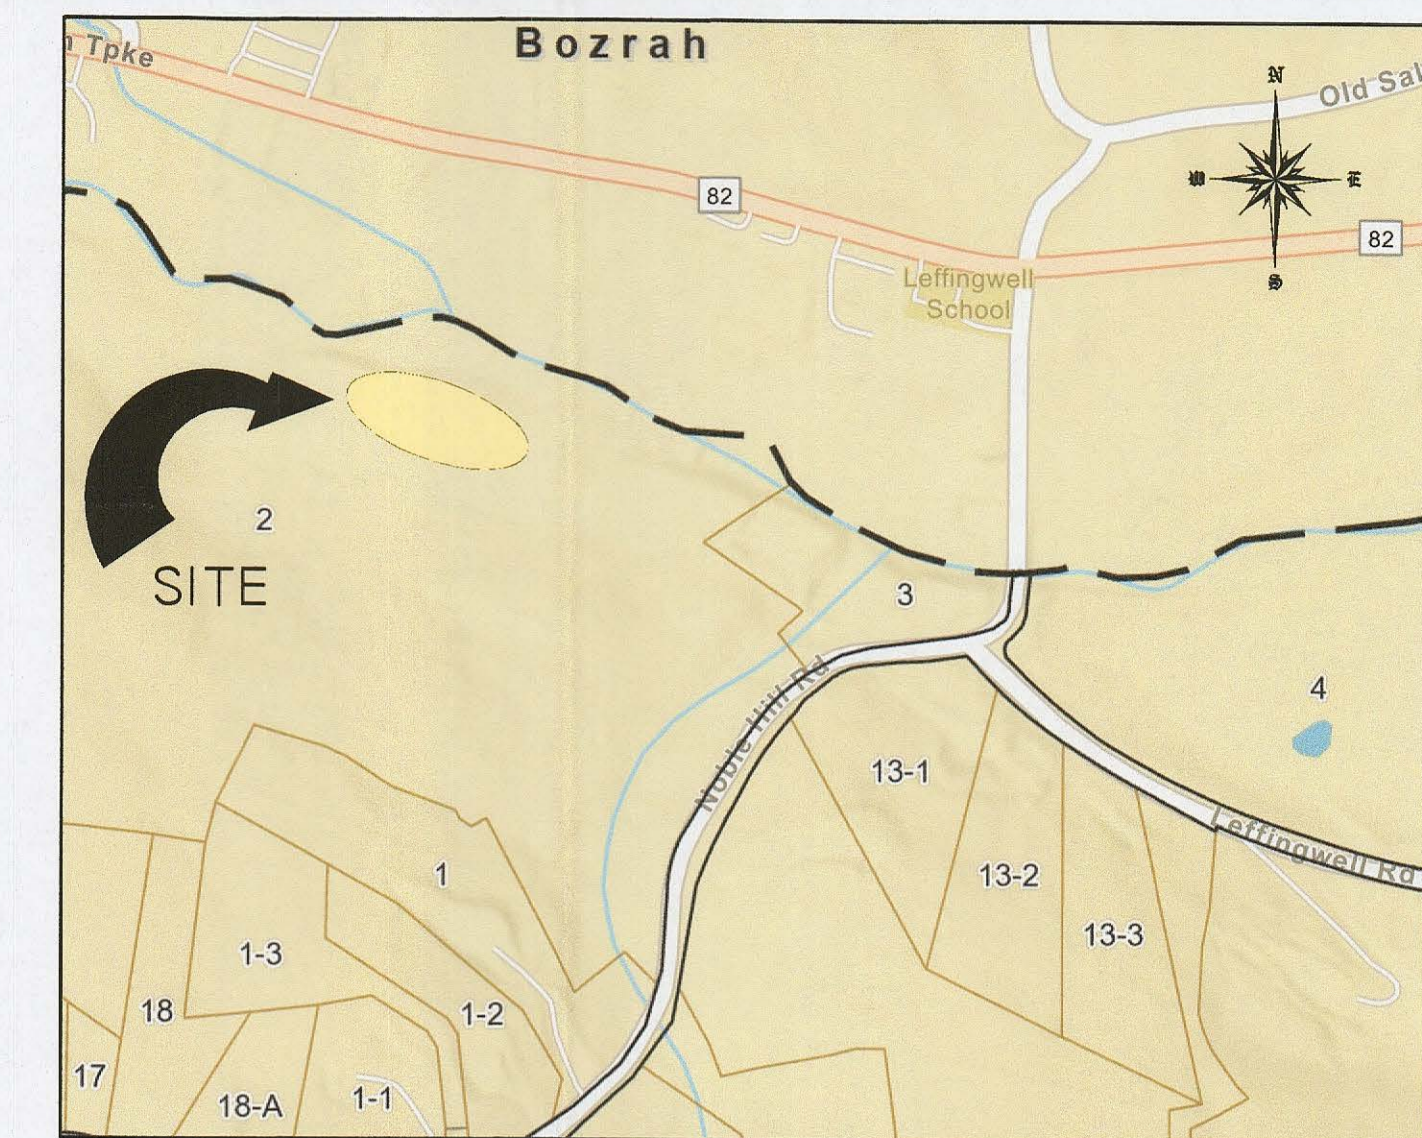 Bozrah
Tpke
N
Old Sal
82
W
E
82
Leffingwell
School
S
2
SITE
3
Noble Hill Rd
4
13-1
Leffingwell Rd
1
13-2
13-3
1-3
18
1-2
17
18-A
1-1